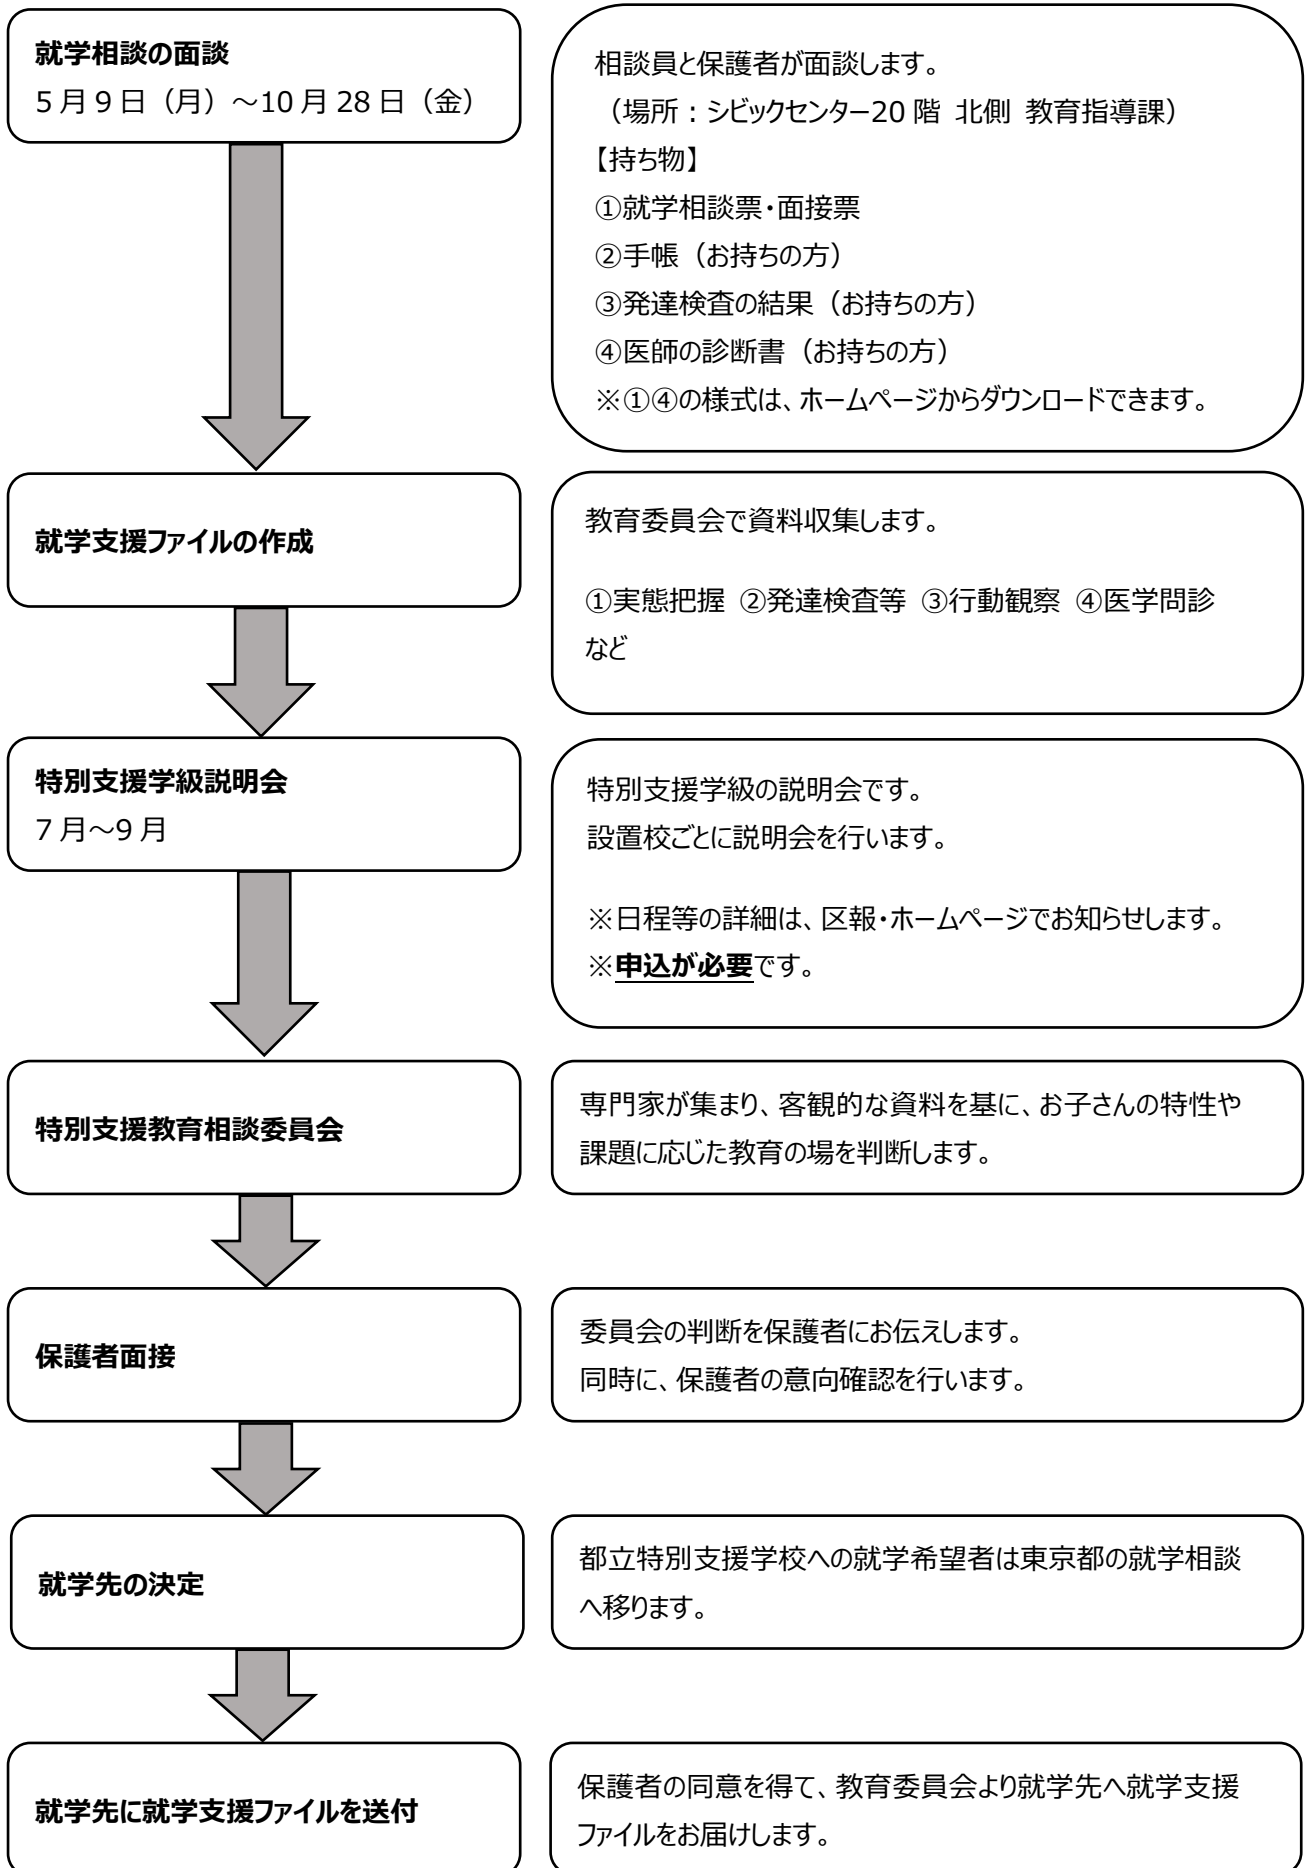 就学相談の面談
5月9日（月）～10月28日（金）
相談員と保護者が面談します。
（場所：シビックセンター20階 北側 教育指導課）
【持ち物】
①就学相談票・面接票
②手帳（お持ちの方）
③発達検査の結果（お持ちの方）
④医師の診断書（お持ちの方）
※①④の様式は、ホームページからダウンロードできます。
就学支援ファイルの作成
教育委員会で資料収集します。
①実態把握 ②発達検査等 ③行動観察 ④医学問診
など
特別支援学級説明会
7月～9月
特別支援学級の説明会です。
設置校ごとに説明会を行います。
※日程等の詳細は、区報・ホームページでお知らせします。
※申込が必要です。
特別支援教育相談委員会
専門家が集まり、客観的な資料を基に、お子さんの特性や
課題に応じた教育の場を判断します。
保護者面接
委員会の判断を保護者にお伝えします。
同時に、保護者の意向確認を行います。
就学先の決定
都立特別支援学校への就学希望者は東京都の就学相談
へ移ります。
就学先に就学支援ファイルを送付
保護者の同意を得て、教育委員会より就学先へ就学支援
ファイルをお届けします。